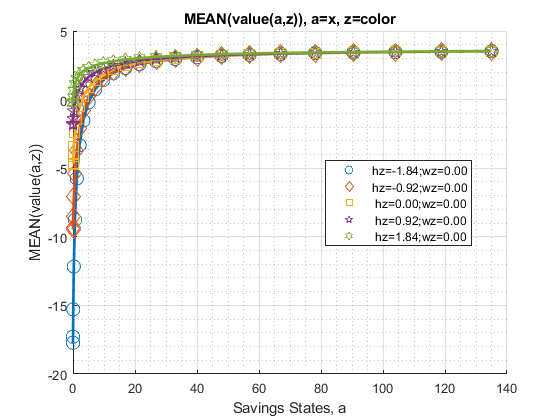 MEAN(value(a,z)), a=x, z=color
5
0
-5
-10
-15
-20
MEAN(value(a,z))
hz=-1.84;wz=0.00
hz=-0.92;wz=0.00
hz=0.00;wz=0.00
hz=0.92;wz=0.00
hz=1.84;wz=0.00
0 20 40 60 80 100 120 140
Savings States, a